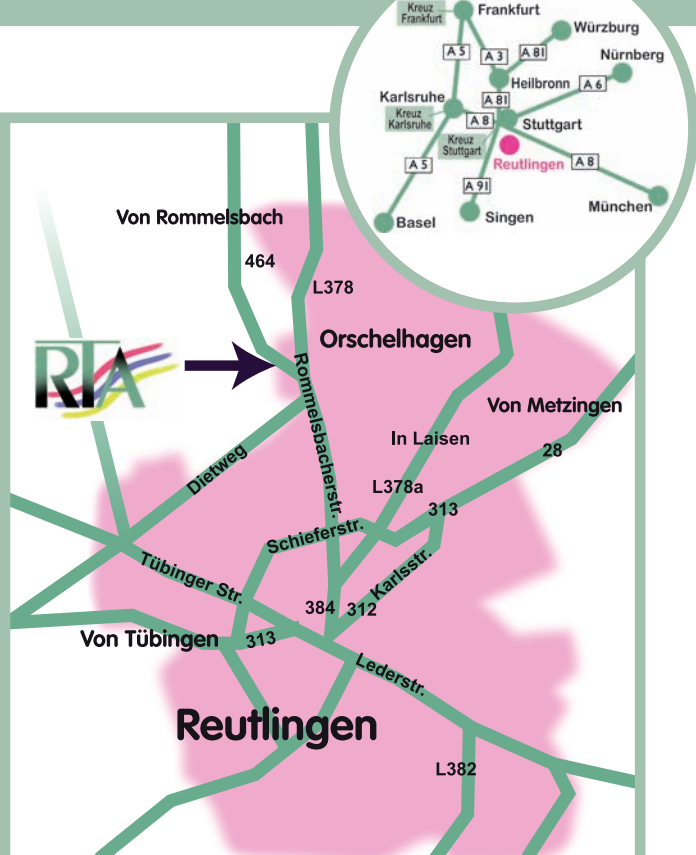 Kreuz
Frankfurt
Frankfurt
Würzburg
A 5
A 3
A 81
Nürnberg
Heilbronn
A 6
Karlsruhe
A 81
Kreuz
Karlsruhe
A 8
Stuttgart
Kreuz
Stuttgart
Reutlingen
A 5
A 8
A 91
München
Basel
Singen
Von Rommelsbach
464
L378
Orschelhagen
RTA
Rommelsbacherstr.
Von Metzingen
In Laisen
28
Dietweg
L378a
313
Schieferstr.
Tübinger Str.
Karlsstr.
384
312
Von Tübingen
313
Lederstr.
Reutlingen
L382